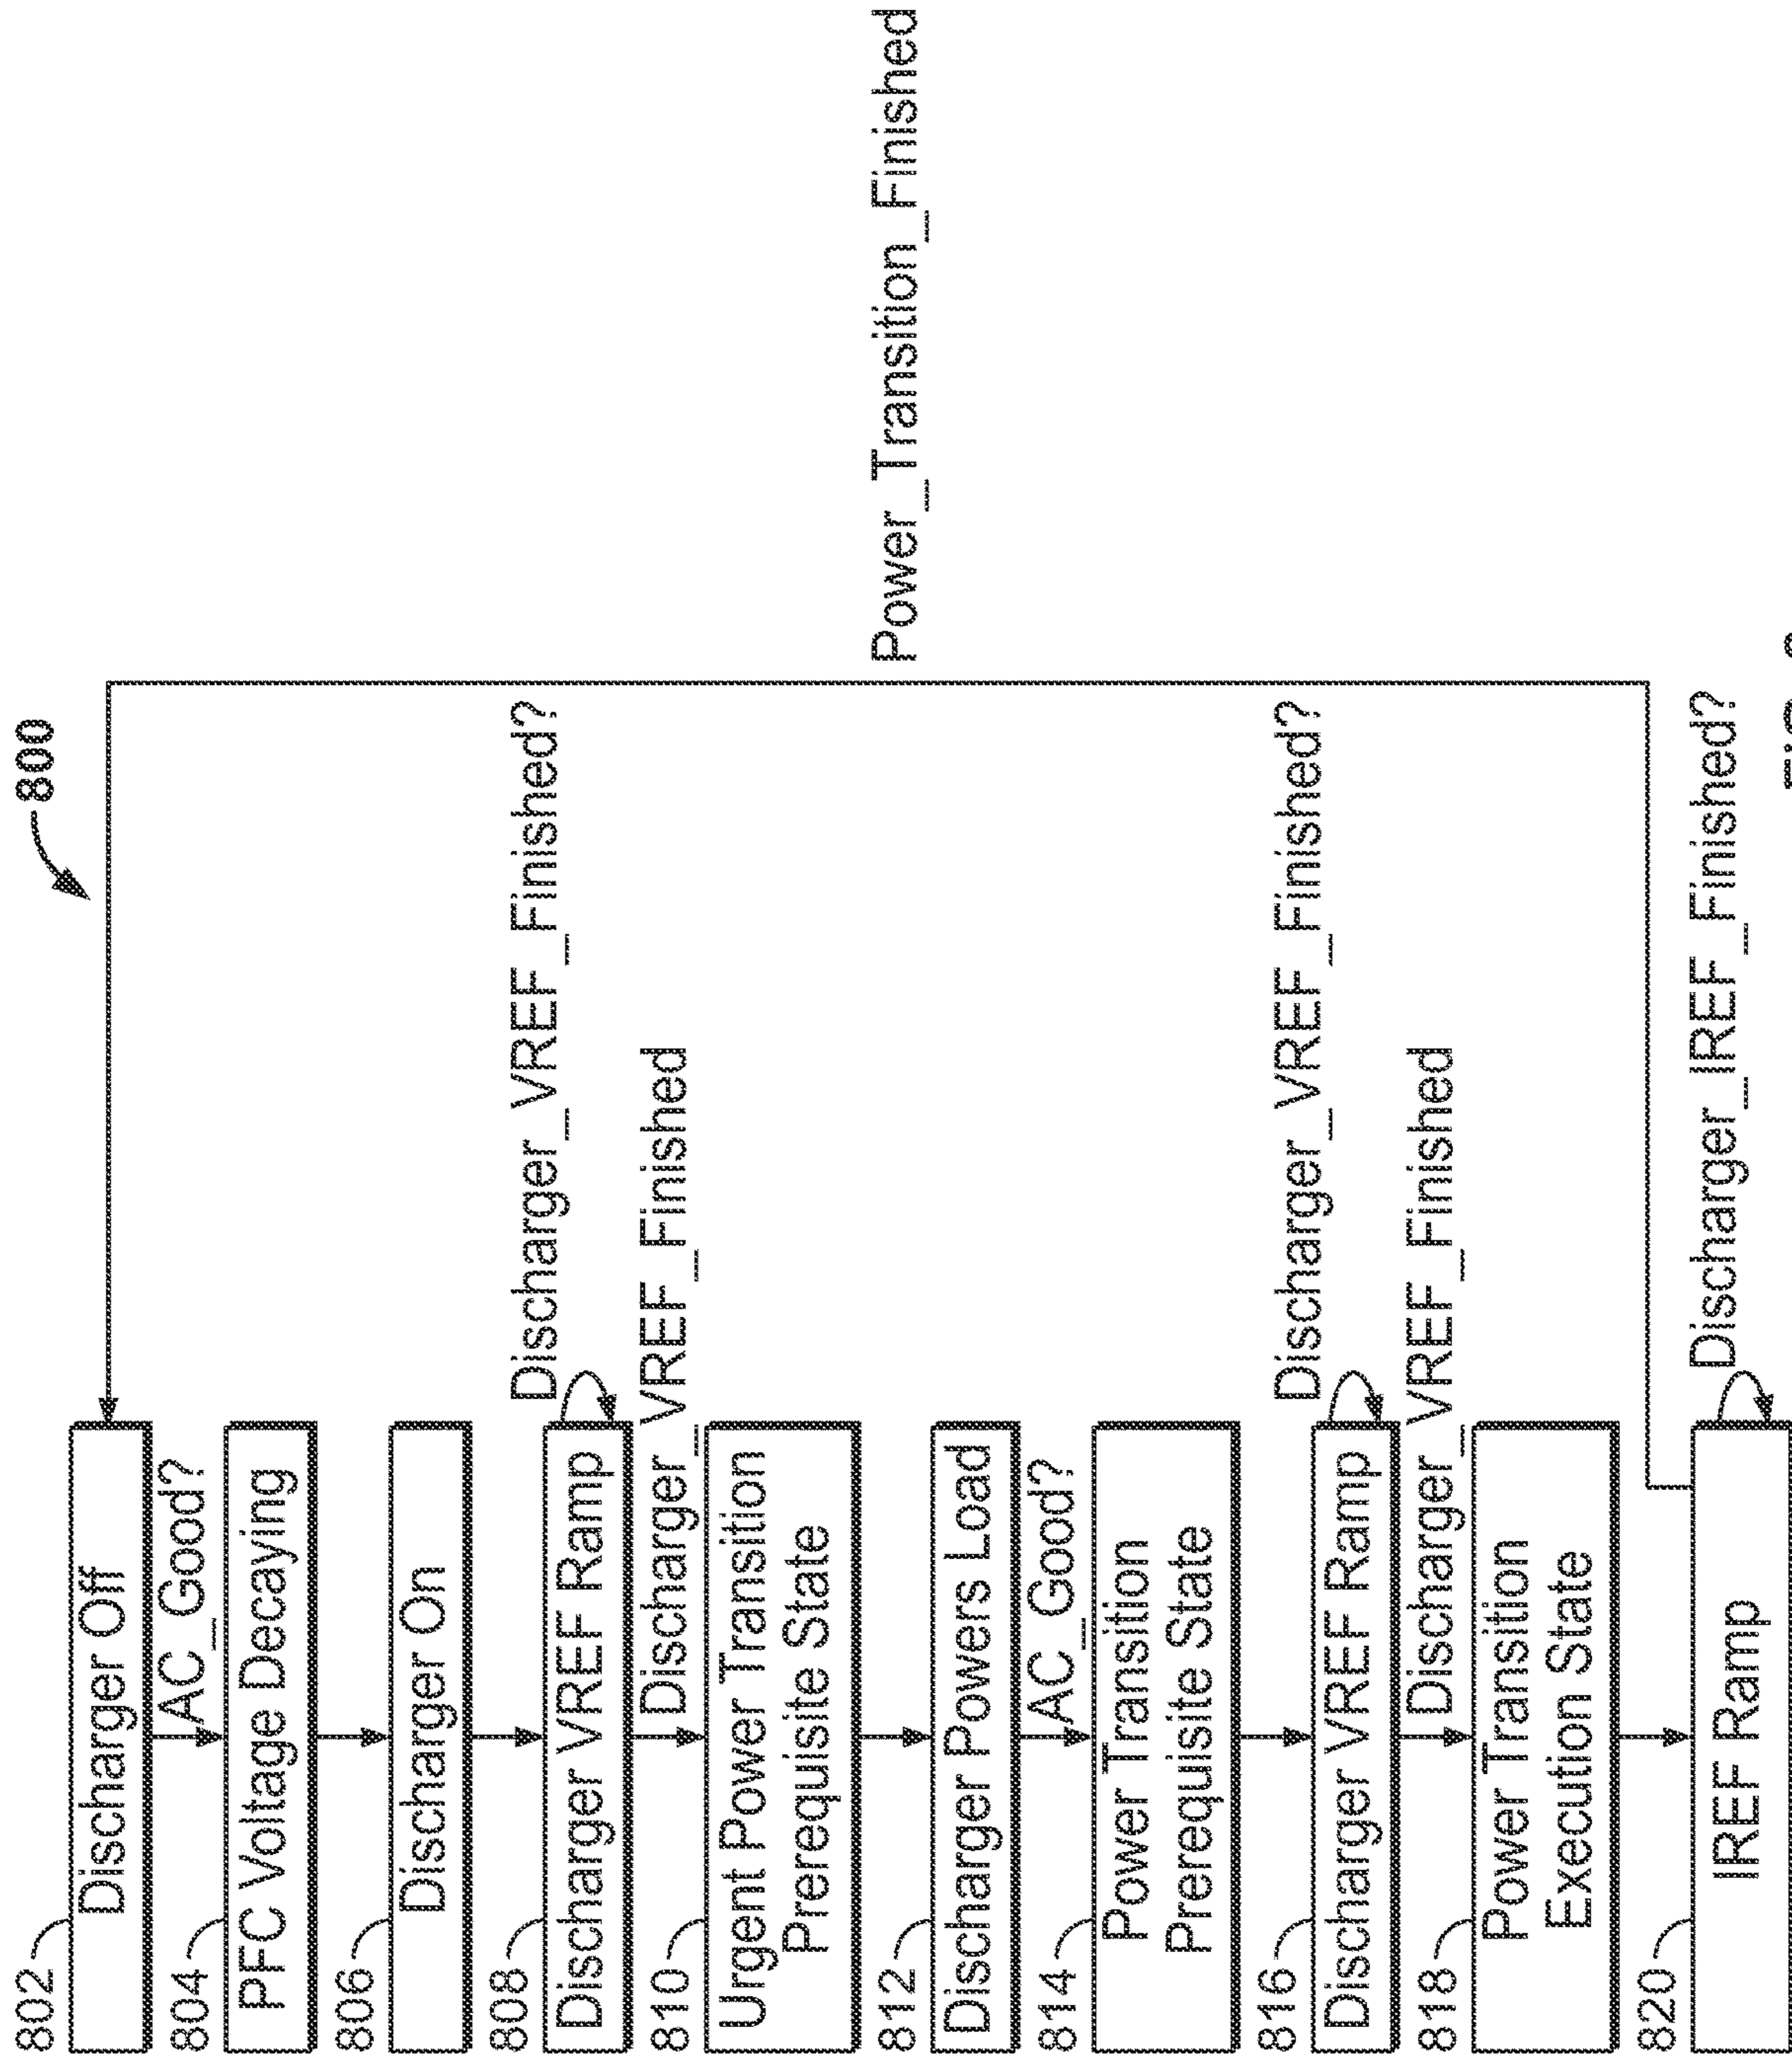 800
802
Discharger Off
AC_Good?
804
PFC Voltage Decaying
806
Discharger On
808
Discharger VREF Ramp
Discharger_VREF_Finished?
Discharger_VREF_Finished
810
Urgent Power Transition
Prerequisite State
812
Discharger Powers Load
AC_Good?
814
Power Transition
Prerequisite State
816
Discharger VREF Ramp
Discharger_VREF_Finished?
Discharger_VREF_Finished
818
Power Transition
Execution State
820
IREF Ramp
Discharger_IREF_Finished?
Power_Transition_Finished